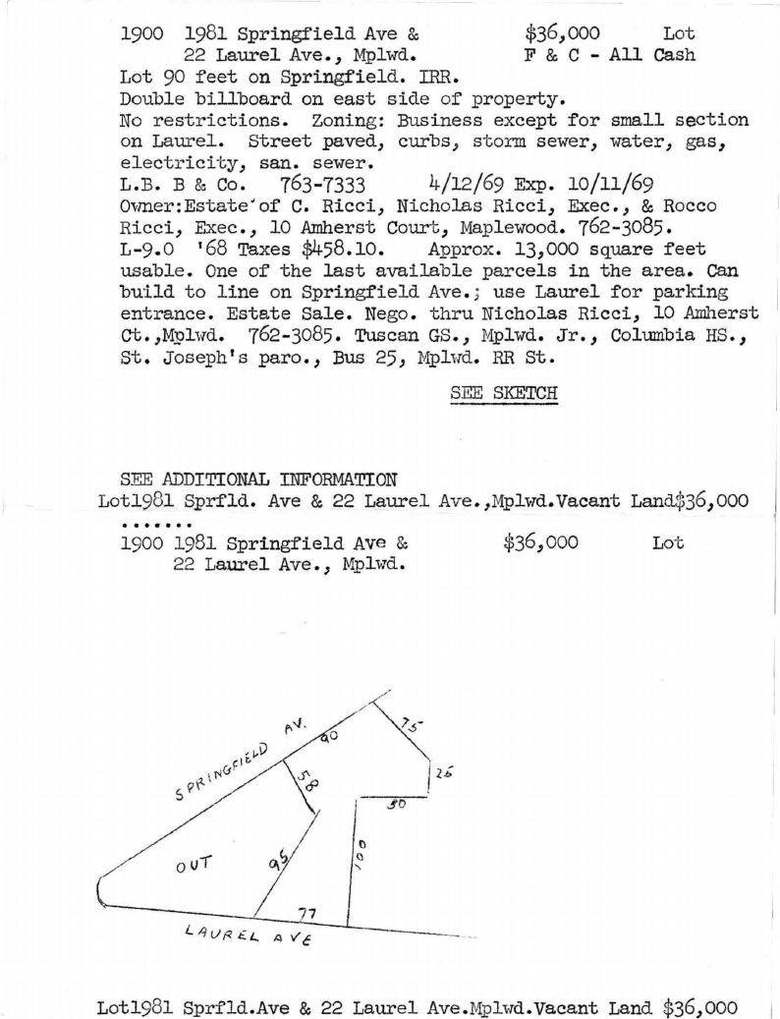 1900 1981 Springfield Ave & $36,000 Lot
22 Laurel Ave., Mplwd. F & C - All Cash
Lot 90 feet on Springfield. IRR.
Double billboard on east side of property.
No restrictions. Zoning: Business except for small section
on Laurel. Street paved, curbs, storm sewer, water, gas,
electricity, san. sewer.
L.B. B & Co. 763-7333 4/12/69 Exp. 10/11/69
Owner:Estate of C. Ricci, Nicholas Ricci, Exec., & Rocco
Ricci, Exec., 10 Amherst Court, Maplewood. 762-3085.
L-9.0 '68 Taxes $458.10. Approx. 13,000 square feet
usable. One of the last available parcels in the area. Can
build to line on Springfield Ave.; use Laurel for parking
entrance. Estate Sale. Nego. thru Nicholas Ricci, 10 Amherst
Ct.,Mplwd. 762-3085. Tuscan GS., Mplwd. Jr., Columbia HS.,
St. Joseph's paro., Bus 25, Mplwd. RR St.
SEE SKETCH
SEE ADDITIONAL INFORMATION
Lot1981 Sprfld. Ave & 22 Laurel Ave.,Mplwd.Vacant Land$36,000
.......
1900 1981 Springfield Ave & $36,000 Lot
22 Laurel Ave., Mplwd.
SPRINGFIELD AV.
90
75
58
25
100
95
OUT
77
LAUREL AVE
Lot1981 Sprfld.Ave & 22 Laurel Ave.Mplwd.Vacant Land $36,000